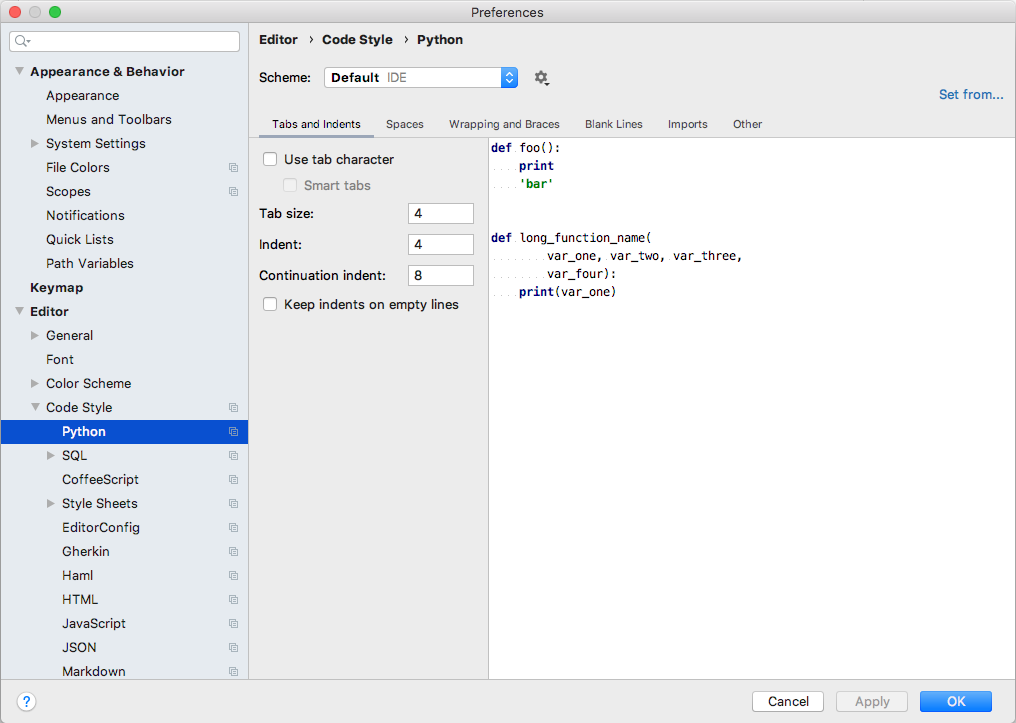 Preferences
Appearance & Behavior
Appearance
Menus and Toolbars
System Settings
File Colors
Scopes
Notifications
Quick Lists
Path Variables
Keymap
Editor
General
Font
Color Scheme
Code Style
Python
SQL
CoffeeScript
Style Sheets
EditorConfig
Gherkin
Haml
HTML
JavaScript
JSON
Markdown
Editor › Code Style › Python
Scheme: Default IDE
Set from...
Tabs and Indents Spaces Wrapping and Braces Blank Lines Imports Other
Use tab character
Smart tabs
Tab size: 4
Indent: 4
Continuation indent: 8
Keep indents on empty lines
def foo():
    print
    'bar'
def long_function_name(
        var_one, var_two, var_three,
        var_four):
    print(var_one)
?
Cancel Apply OK